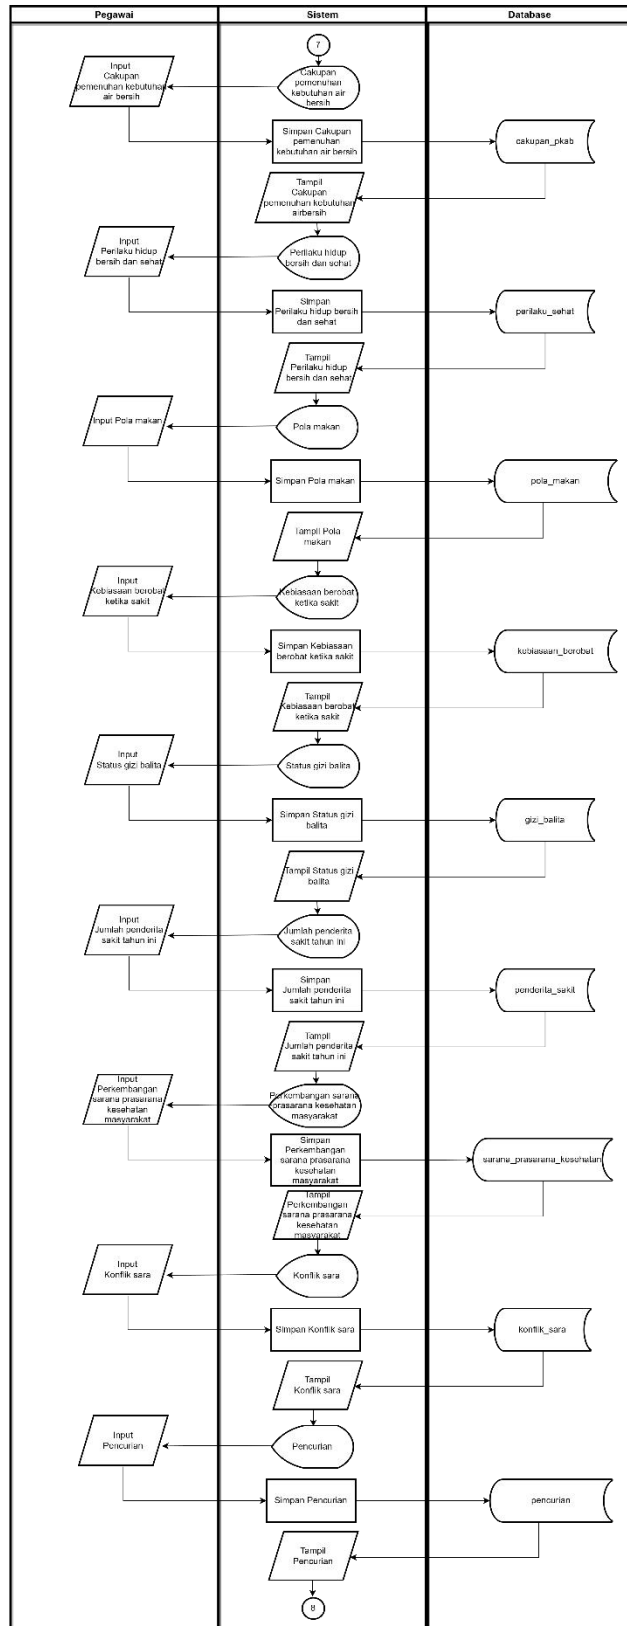 Pegawai
Sistem
Database
7
Input
Cakupan
pemenuhan kebutuhan
air bersih
Cakupan
pemenuhan
kebutuhan air
bersih
Simpan Cakupan
pemenuhan
kebutuhan air bersih
cakupan_pkab
Tampil
Cakupan
pemenuhan kebutuhan
airbersih
Input
Perilaku hidup
bersih dan sehat
Perilaku hidup
bersih dan sehat
Simpan
Perilaku hidup bersih
dan sehat
perilaku_sehat
Tampil
Perilaku hidup
bersih dan sehat
Input Pola makan
Pola makan
Simpan Pola makan
pola_makan
Tampil Pola
makan
Input
Kebiasaan berobat
ketika sakit
Kebiasaan berobat
ketika sakit
Simpan Kebiasaan
berobat ketika sakit
kebiasaan_berobat
Tampil
Kebiasaan berobat
ketika sakit
Input
Status gizi balita
Status gizi balita
Simpan Status gizi
balita
gizi_balita
Tampil Status gizi
balita
Input
Jumlah penderita
sakit tahun ini
Jumlah penderita
sakit tahun ini
Simpan
Jumlah penderita
sakit tahun ini
penderita_sakit
Tampil
Jumlah penderita
sakit tahun ini
Input
Perkembangan
sarana prasarana
kesehatan
masyarakat
Perkembangan sarana
prasarana kesehatan
masyarakat
Simpan
Perkembangan
sarana prasarana
kesehatan
masyarakat
sarana_prasarana_kesehatan
Tampil
Perkembangan
sarana prasarana
kesehatan
masyarakat
Input
Konflik sara
Konflik sara
Simpan Konflik sara
konflik_sara
Tampil
Konflik sara
Input
Pencurian
Pencurian
Simpan Pencurian
pencurian
Tampil
Pencurian
8